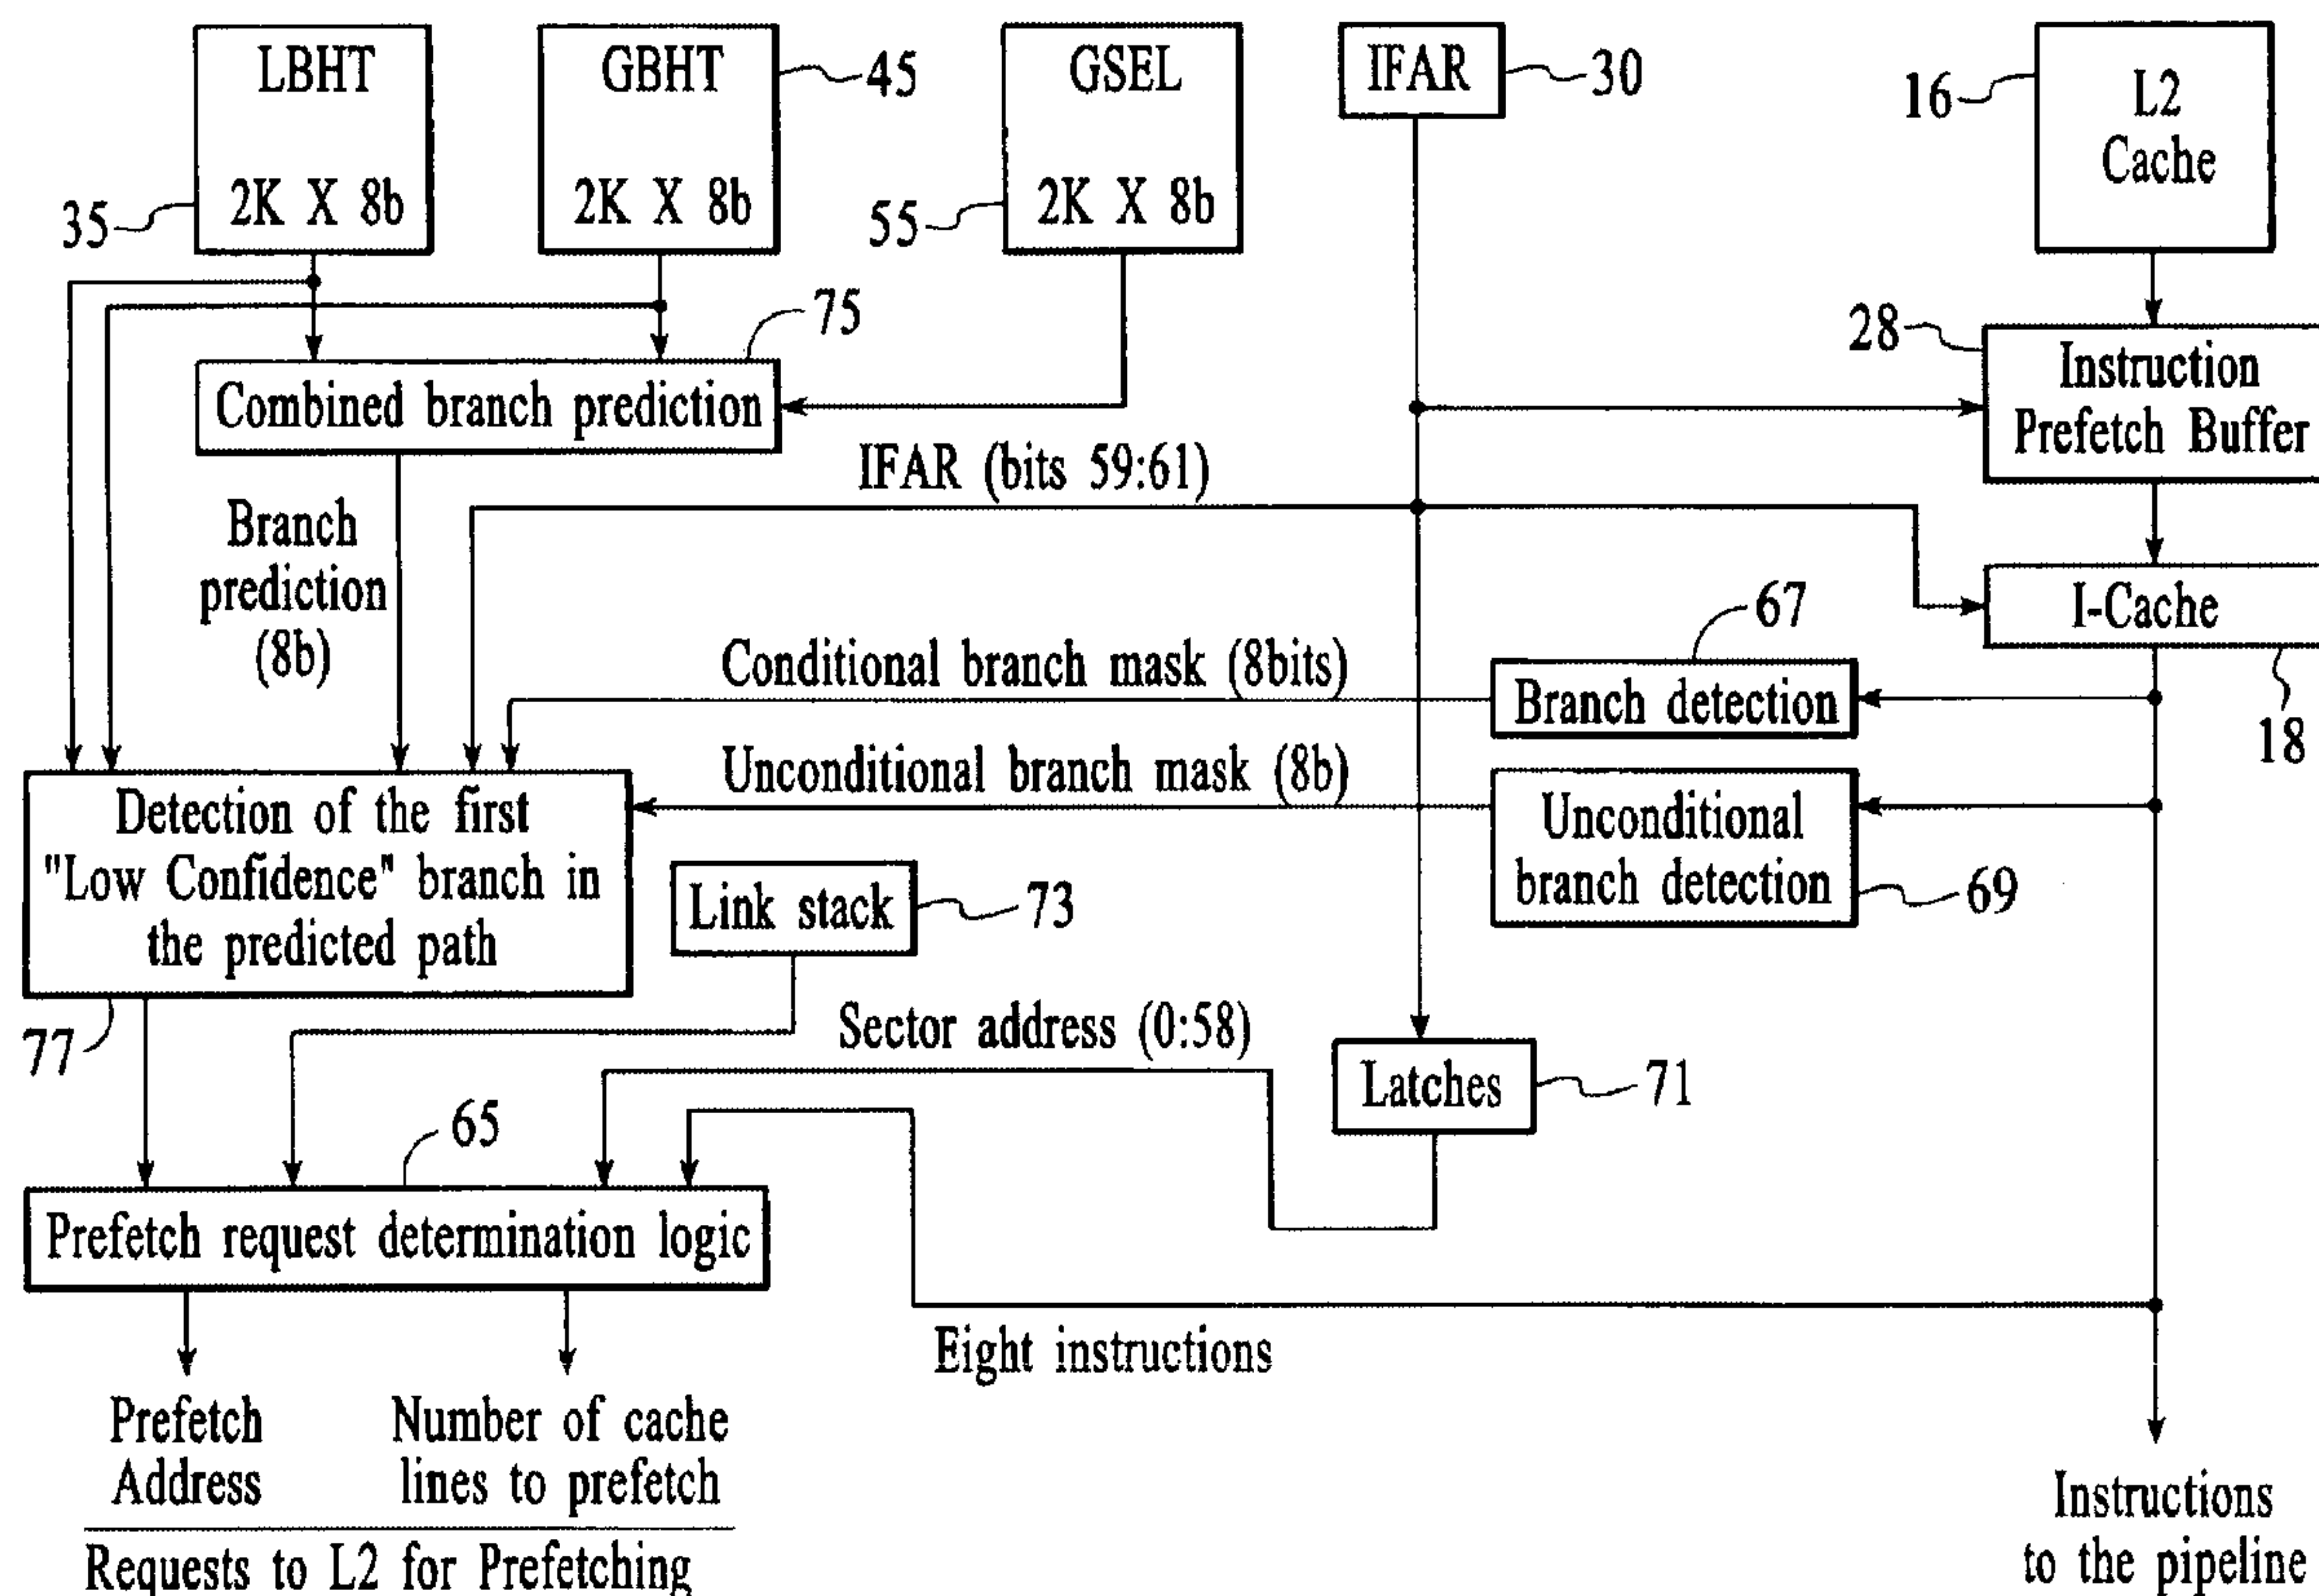 LBHT
2K X 8b
35
GBHT
2K X 8b
45
GSEL
2K X 8b
55
IFAR
30
16
L2
Cache
75
Combined branch prediction
28
Instruction
Prefetch Buffer
IFAR (bits 59:61)
Branch
prediction
(8b)
I-Cache
18
67
Conditional branch mask (8bits)
Branch detection
Unconditional branch mask (8b)
Unconditional
branch detection
69
Detection of the first
"Low Confidence" branch in
the predicted path
77
Link stack
73
Sector address (0:58)
Latches
71
65
Prefetch request determination logic
Eight instructions
Prefetch
Address
Number of cache
lines to prefetch
Requests to L2 for Prefetching
Instructions
to the pipeline